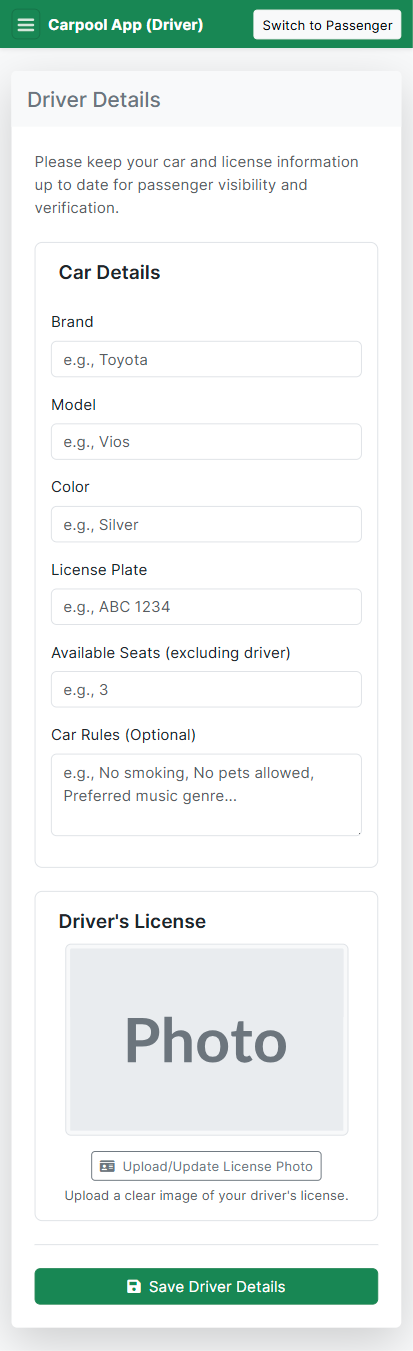 Carpool App (Driver)
Switch to Passenger
Driver Details
Please keep your car and license information
up to date for passenger visibility and
verification.
Car Details
Brand
e.g., Toyota
Model
e.g., Vios
Color
e.g., Silver
License Plate
e.g., ABC 1234
Available Seats (excluding driver)
e.g., 3
Car Rules (Optional)
e.g., No smoking, No pets allowed,
Preferred music genre...
Driver's License
Photo
Upload/Update License Photo
Upload a clear image of your driver's license.
Save Driver Details